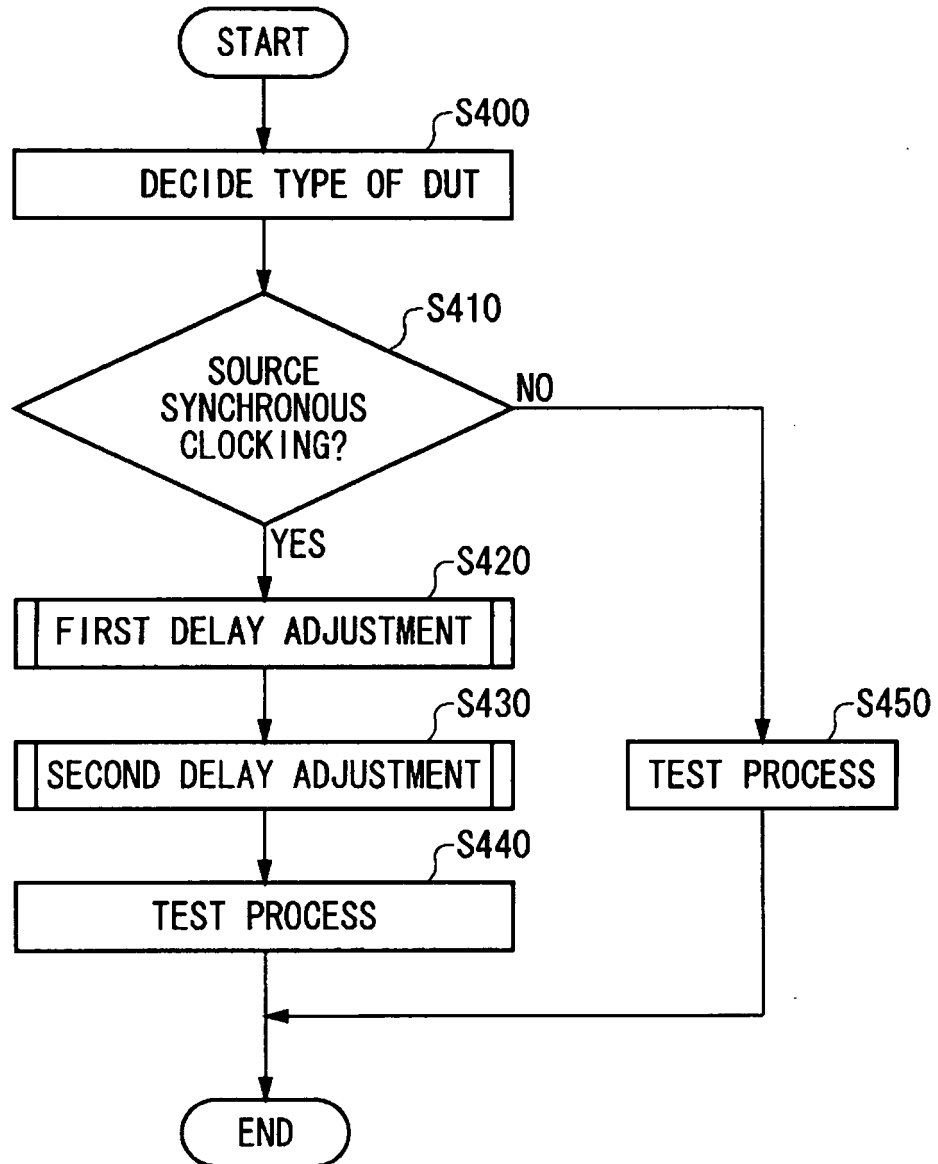 START
S400
DECIDE TYPE OF DUT
S410
SOURCE
SYNCHRONOUS
CLOCKING?
NO
YES
S420
FIRST DELAY ADJUSTMENT
S430
SECOND DELAY ADJUSTMENT
S450
TEST PROCESS
S440
TEST PROCESS
END